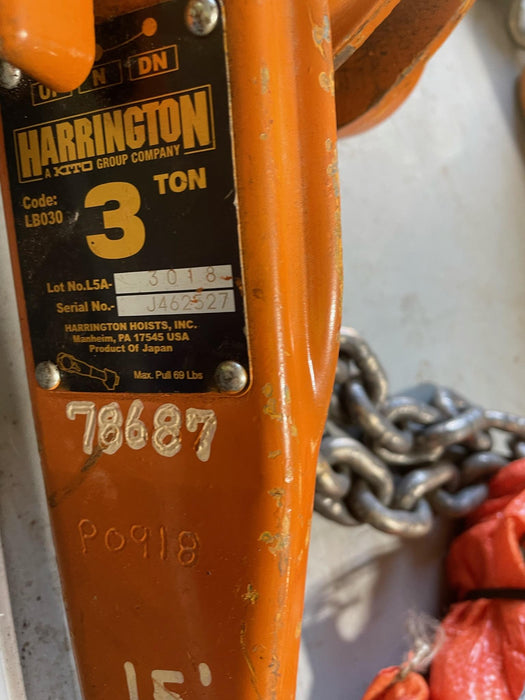 N DN
HARRINGTON
A KITO GROUP COMPANY
Code:
LB030
3 TON
Lot No.L5A- 3018
Serial No.- J462527
HARRINGTON HOISTS, INC.
Manheim, PA 17545 USA
Product Of Japan
Max. Pull 69 Lbs
78687
P0918
15'